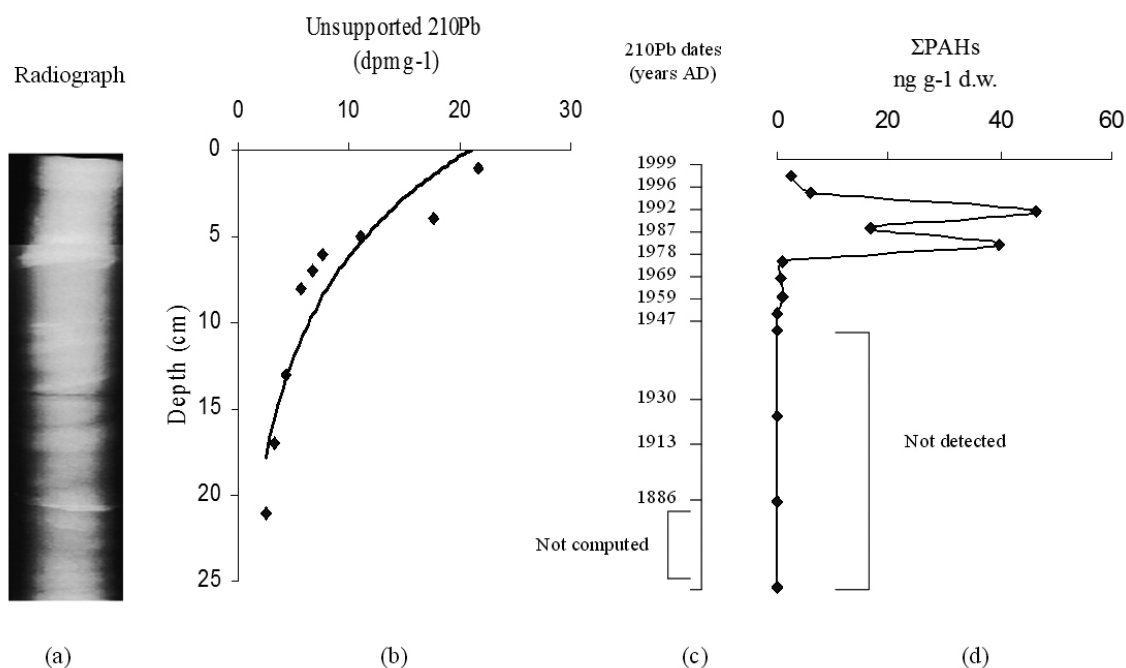 Radiograph
Unsupported 210Pb
(dpm g-1)
0
10
20
30
0
5
10
15
20
25
Depth (cm)
210Pb dates
(years AD)
1999
1996
1992
1987
1978
1969
1959
1947
1930
1913
1886
Not computed
ΣPAHs
ng g-1 d.w.
0
20
40
60
Not detected
(a)
(b)
(c)
(d)